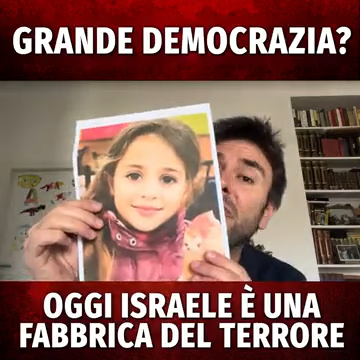 GRANDE DEMOCRAZIA?
OGGI ISRAELE È UNA
FABBRICA DEL TERRORE